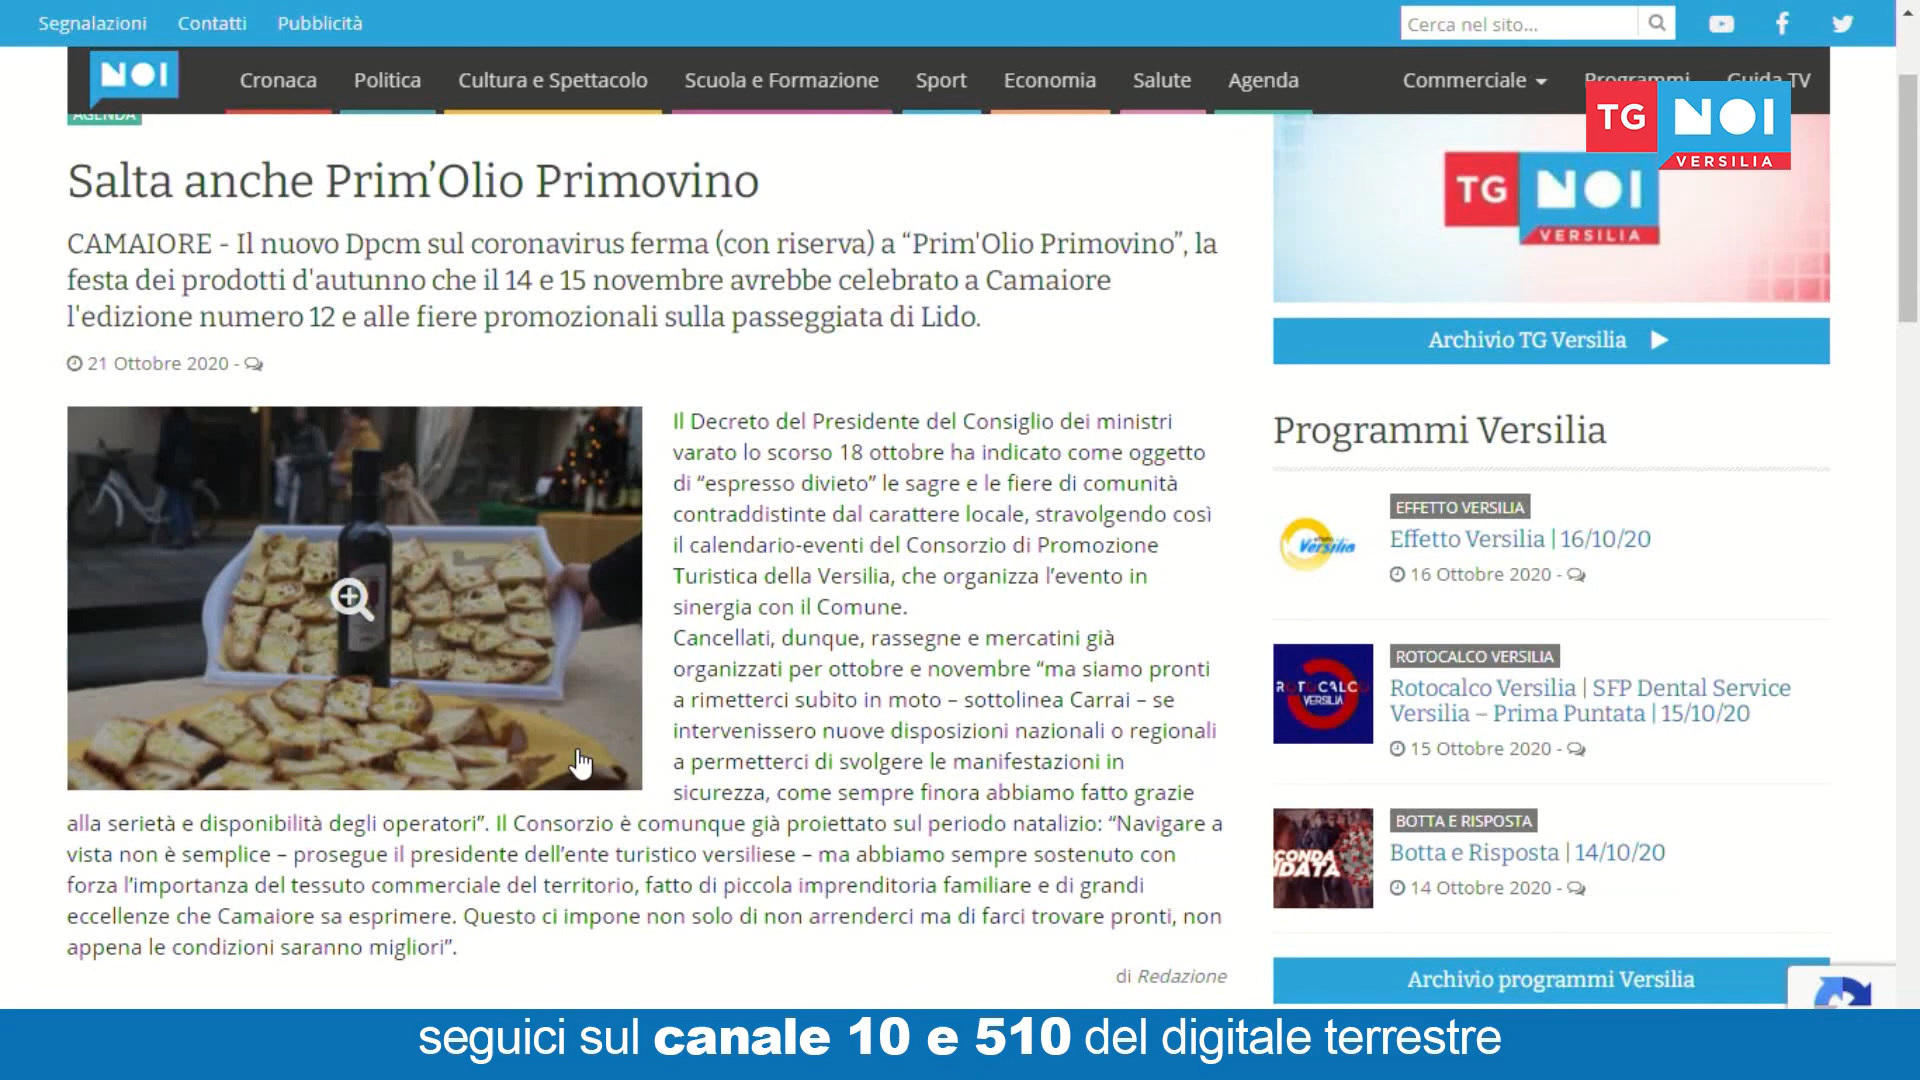 Segnalazioni Contatti Pubblicità
Cerca nel sito...
NOI
Cronaca Politica Cultura e Spettacolo Scuola e Formazione Sport Economia Salute Agenda Commerciale Programmi Guida TV
TG NOI
VERSILIA
AGENDA
Salta anche Prim’Olio Primovino
CAMAIORE - Il nuovo Dpcm sul coronavirus ferma (con riserva) a “Prim'Olio Primovino”, la
festa dei prodotti d'autunno che il 14 e 15 novembre avrebbe celebrato a Camaiore
l'edizione numero 12 e alle fiere promozionali sulla passeggiata di Lido.
21 Ottobre 2020 -
Il Decreto del Presidente del Consiglio dei ministri
varato lo scorso 18 ottobre ha indicato come oggetto
di “espresso divieto” le sagre e le fiere di comunità
contraddistinte dal carattere locale, stravolgendo così
il calendario-eventi del Consorzio di Promozione
Turistica della Versilia, che organizza l’evento in
sinergia con il Comune.
Cancellati, dunque, rassegne e mercatini già
organizzati per ottobre e novembre “ma siamo pronti
a rimetterci subito in moto – sottolinea Carrai – se
intervenissero nuove disposizioni nazionali o regionali
a permetterci di svolgere le manifestazioni in
sicurezza, come sempre finora abbiamo fatto grazie
alla serietà e disponibilità degli operatori”. Il Consorzio è comunque già proiettato sul periodo natalizio: “Navigare a
vista non è semplice – prosegue il presidente dell’ente turistico versiliese – ma abbiamo sempre sostenuto con
forza l’importanza del tessuto commerciale del territorio, fatto di piccola imprenditoria familiare e di grandi
eccellenze che Camaiore sa esprimere. Questo ci impone non solo di non arrenderci ma di farci trovare pronti, non
appena le condizioni saranno migliori”.
di Redazione
TG NOI
VERSILIA
Archivio TG Versilia
Programmi Versilia
effetto Versilia
EFFETTO VERSILIA
Effetto Versilia | 16/10/20
16 Ottobre 2020 -
ROTOCALCO
VERSILIA
ROTOCALCO VERSILIA
Rotocalco Versilia | SFP Dental Service
Versilia – Prima Puntata | 15/10/20
15 Ottobre 2020 -
CONDA
DATA
BOTTA E RISPOSTA
Botta e Risposta | 14/10/20
14 Ottobre 2020 -
Archivio programmi Versilia
seguici sul canale 10 e 510 del digitale terrestre